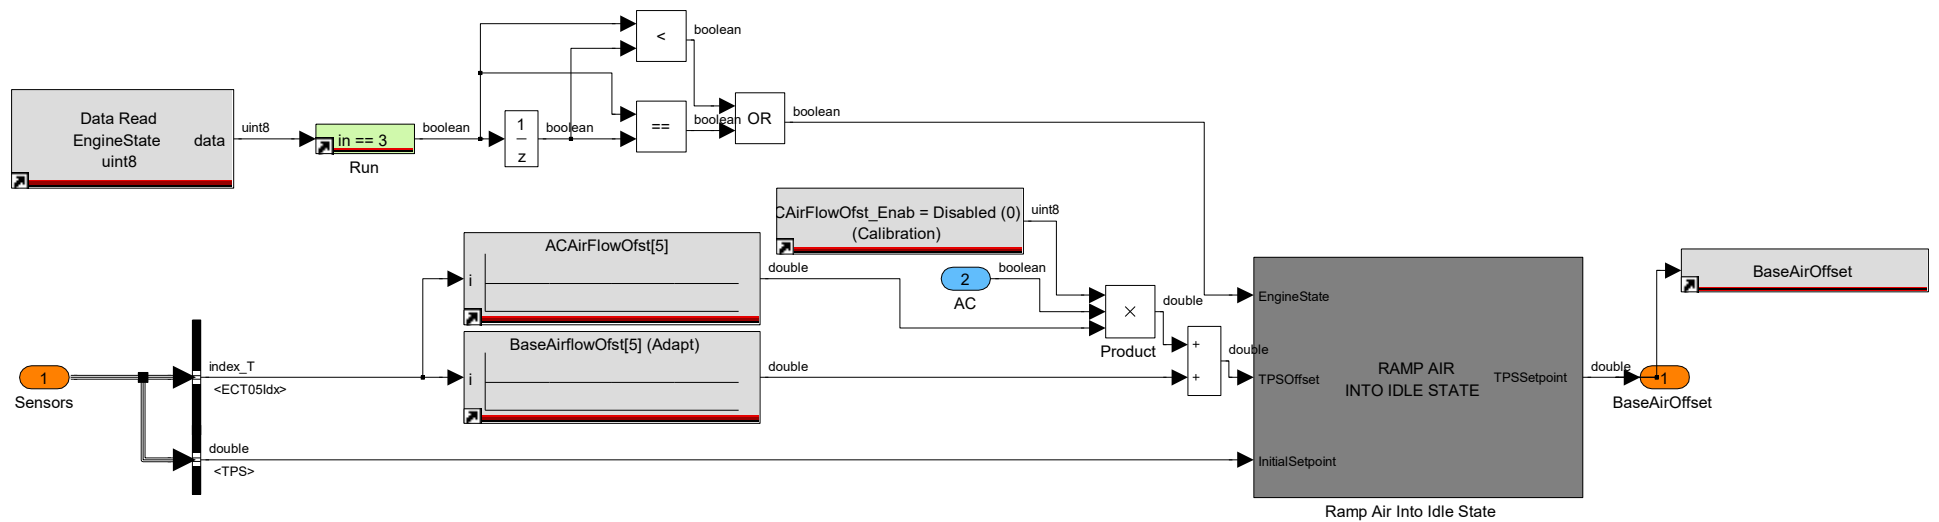 <
boolean
Data Read
EngineState
uint8
data
uint8
in == 3
Run
boolean
1
z
boolean
==
boolean
OR
boolean
CAirFlowOfst_Enab = Disabled (0)
(Calibration)
uint8
ACAirFlowOfst[5]
i
double
2
AC
boolean
×
Product
double
BaseAirflowOfst[5] (Adapt)
i
double
+
+
double
1
Sensors
index_T
<ECT05Idx>
double
<TPS>
EngineState
TPSOffset
InitialSetpoint
RAMP AIR
INTO IDLE STATE
TPSSetpoint
Ramp Air Into Idle State
double
1
BaseAirOffset
BaseAirOffset